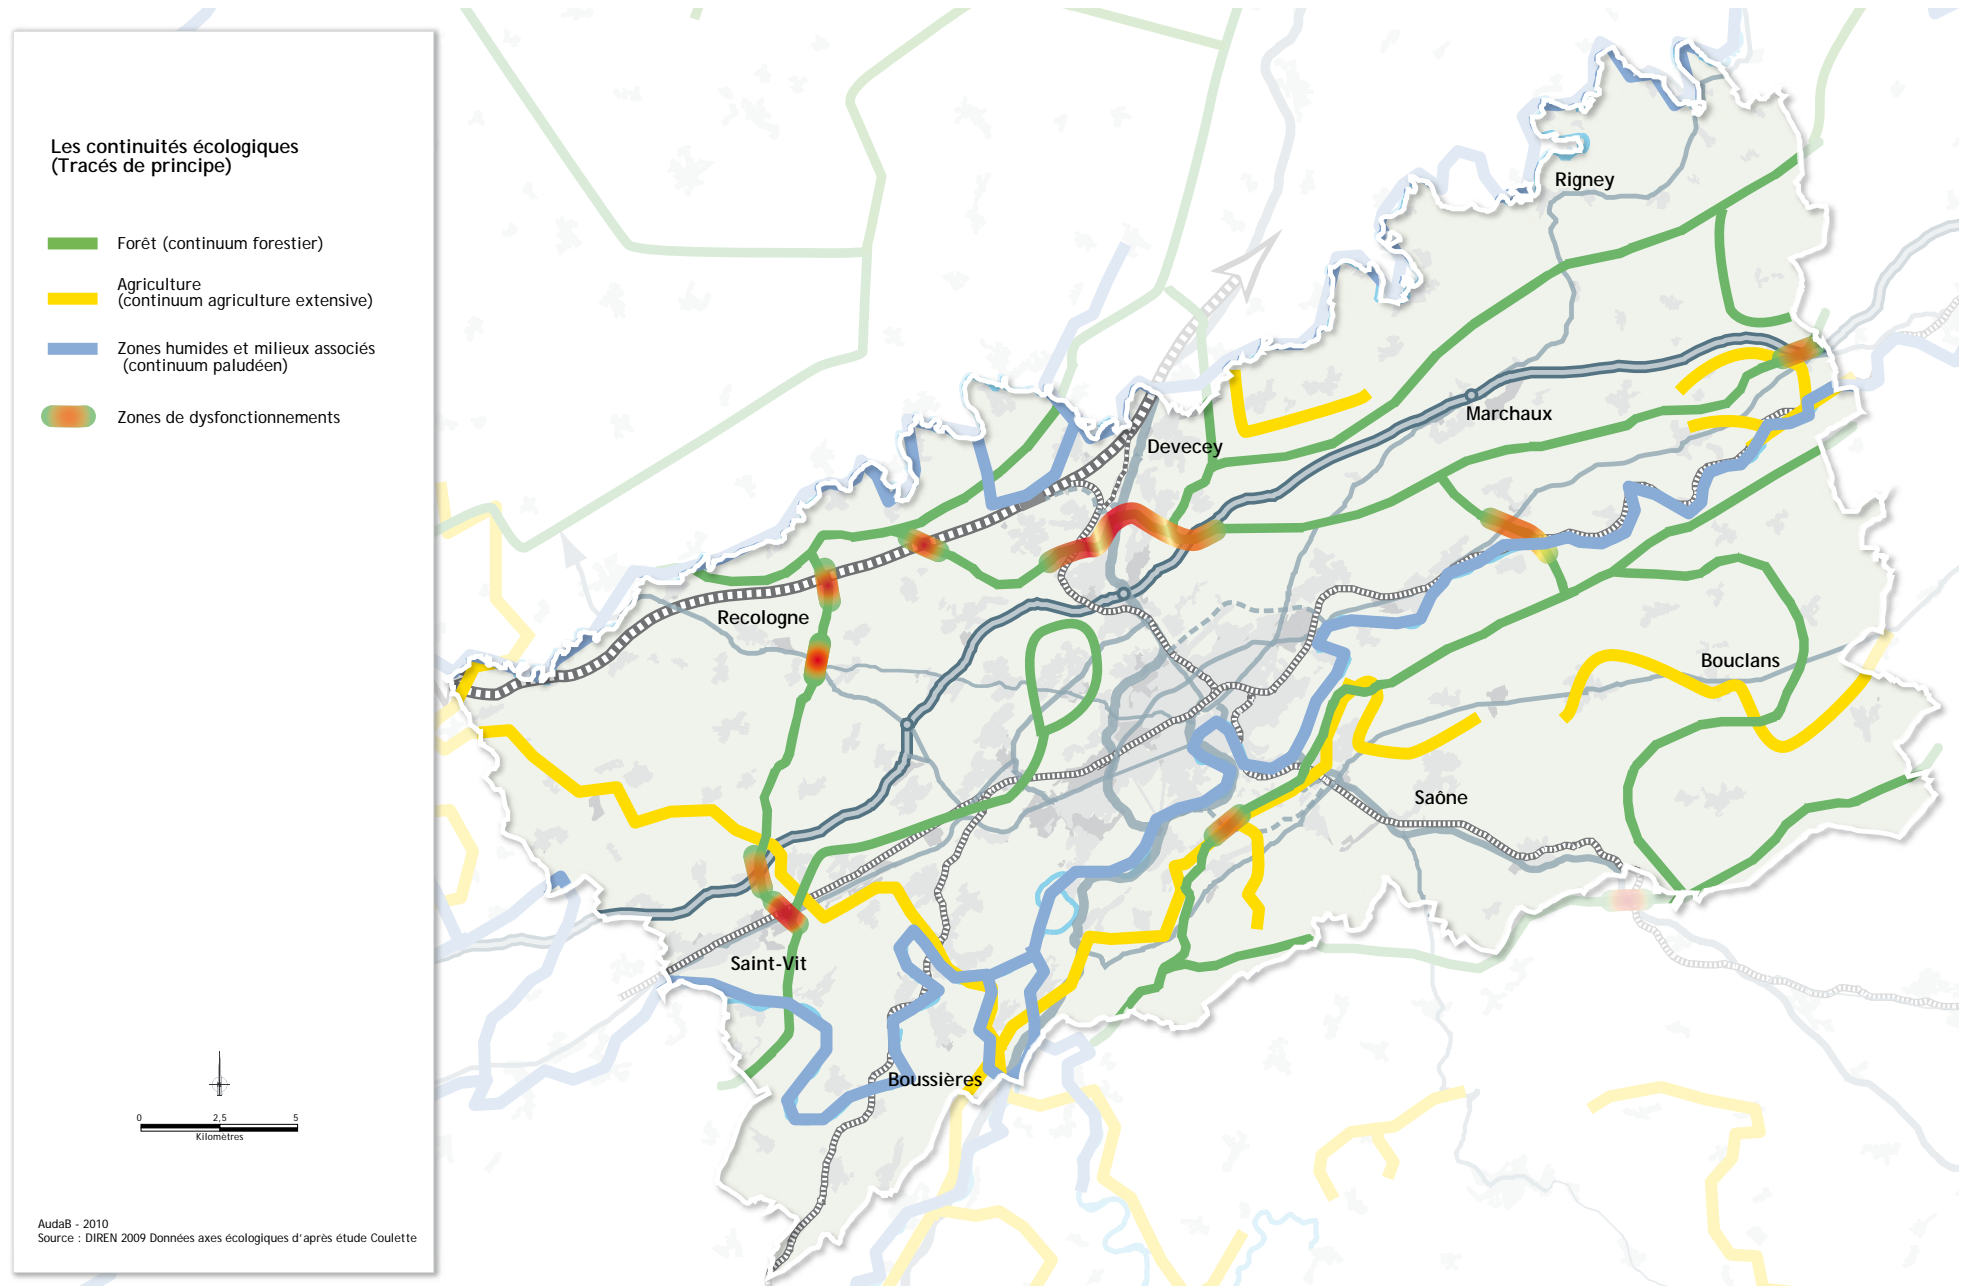 Les continuités écologiques
(Tracés de principe)
Forêt (continuum forestier)
Agriculture
(continuum agriculture extensive)
Zones humides et milieux associés
(continuum paludéen)
Zones de dysfonctionnements
0 2,5 5
Kilomètres
AudaB - 2010
Source : DIREN 2009 Données axes écologiques d'après étude Coulette
Rigney
Marchaux
Devecey
Recologne
Bouclans
Saône
Saint-Vit
Boussières